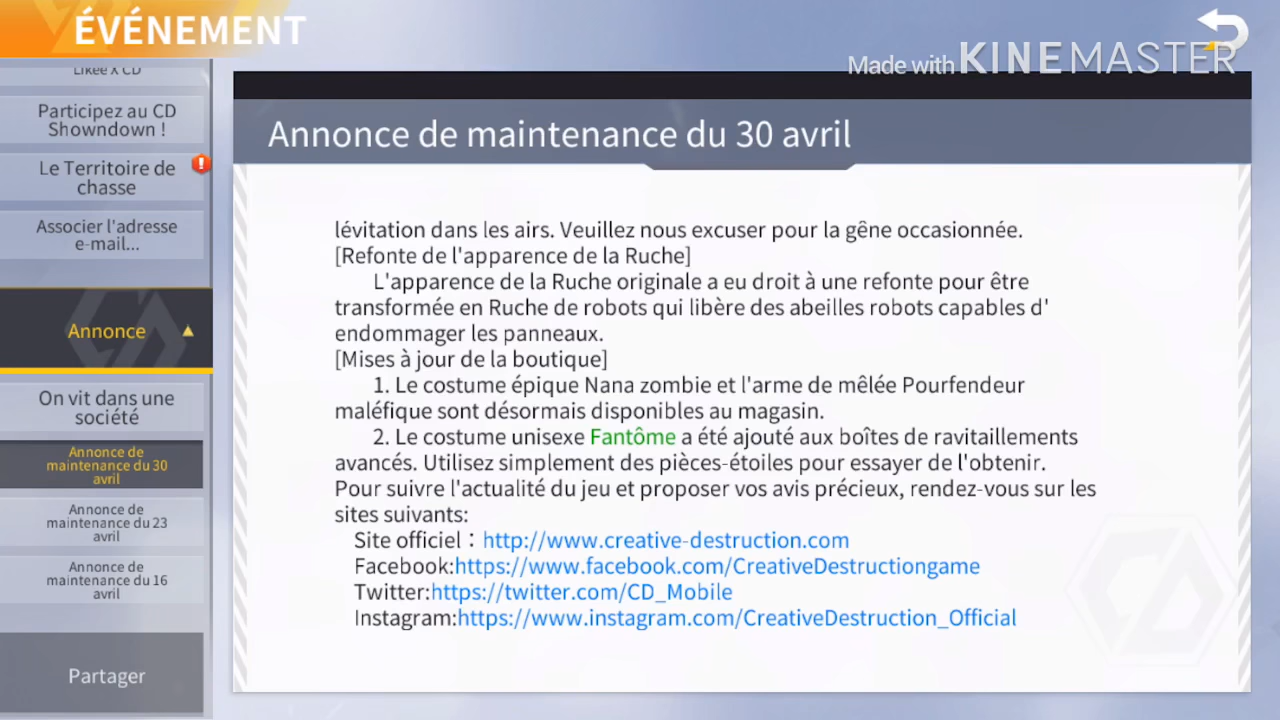 ÉVÉNEMENT
Made with KINEMASTER
Likee X CD
Participez au CD
Showndown !
Le Territoire de
chasse
Associer l'adresse
e-mail...
Annonce
On vit dans une
société
Annonce de
maintenance du 30
avril
Annonce de
maintenance du 23
avril
Annonce de
maintenance du 16
avril
Partager
Annonce de maintenance du 30 avril
lévitation dans les airs. Veuillez nous excuser pour la gêne occasionnée.
[Refonte de l'apparence de la Ruche]
L'apparence de la Ruche originale a eu droit à une refonte pour être
transformée en Ruche de robots qui libère des abeilles robots capables d'
endommager les panneaux.
[Mises à jour de la boutique]
1. Le costume épique Nana zombie et l'arme de mêlée Pourfendeur
maléfique sont désormais disponibles au magasin.
2. Le costume unisexe Fantôme a été ajouté aux boîtes de ravitaillements
avancés. Utilisez simplement des pièces-étoiles pour essayer de l'obtenir.
Pour suivre l'actualité du jeu et proposer vos avis précieux, rendez-vous sur les
sites suivants:
Site officiel：http://www.creative-destruction.com
Facebook:https://www.facebook.com/CreativeDestructiongame
Twitter:https://twitter.com/CD_Mobile
Instagram:https://www.instagram.com/CreativeDestruction_Official